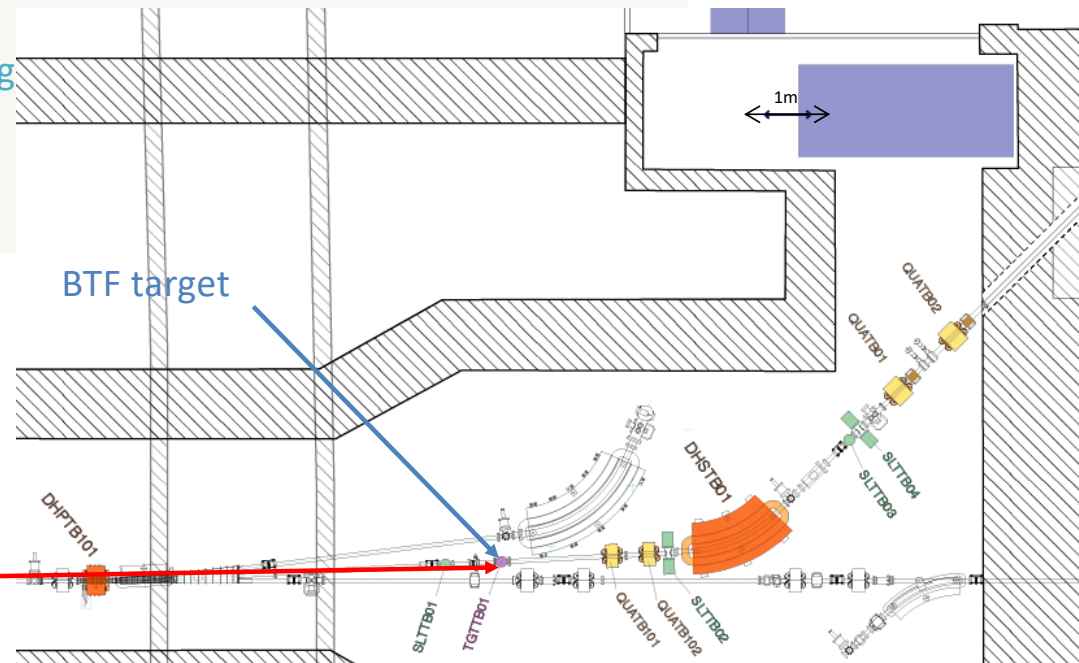 g
1m
BTF target
QUATB02
QUATB01
DHSTB01
SLTTB04
SLTTB03
DHPTB101
SLTTB01
TGTTB01
QUATB101
QUATB102
SLTTB02